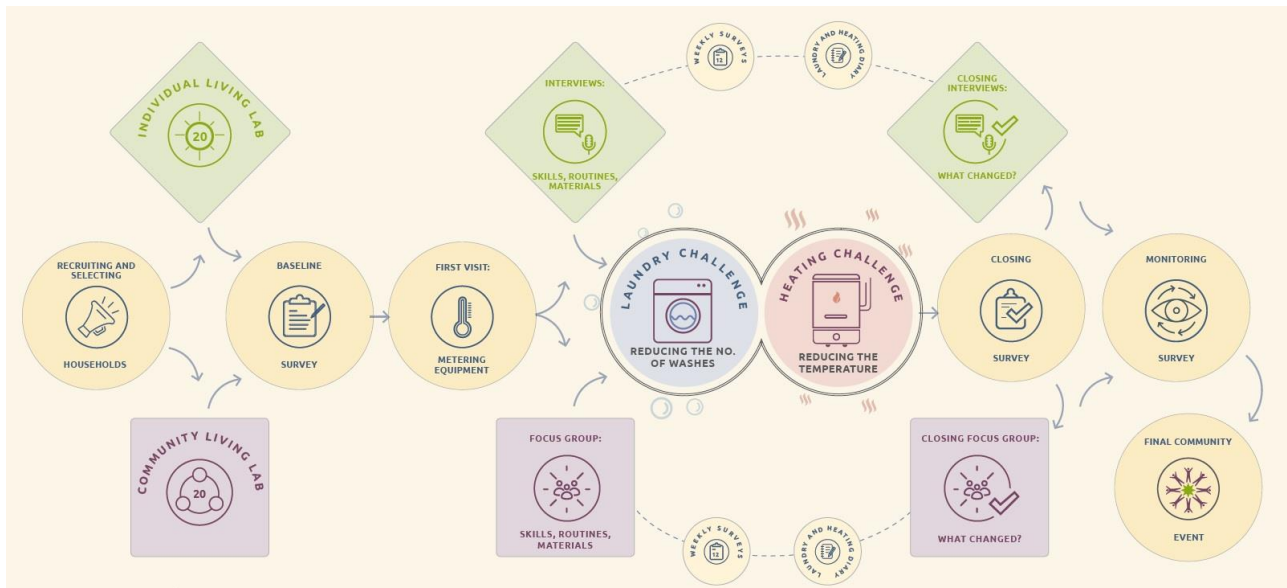 INDIVIDUAL LIVING LAB
20
INTERVIEWS:
SKILLS, ROUTINES,
MATERIALS
WEEKLY SURVEYS
12
LAUNDRY AND HEATING DIARY
CLOSING
INTERVIEWS:
WHAT CHANGED?
RECRUITING AND
SELECTING
HOUSEHOLDS
BASELINE
SURVEY
FIRST VISIT:
METERING
EQUIPMENT
LAUNDRY CHALLENGE
REDUCING THE NO.
OF WASHES
HEATING CHALLENGE
REDUCING THE
TEMPERATURE
CLOSING
SURVEY
MONITORING
SURVEY
COMMUNITY LIVING LAB
20
FOCUS GROUP:
SKILLS, ROUTINES,
MATERIALS
WEEKLY SURVEYS
12
LAUNDRY AND HEATING DIARY
CLOSING FOCUS GROUP:
WHAT CHANGED?
FINAL COMMUNITY
EVENT